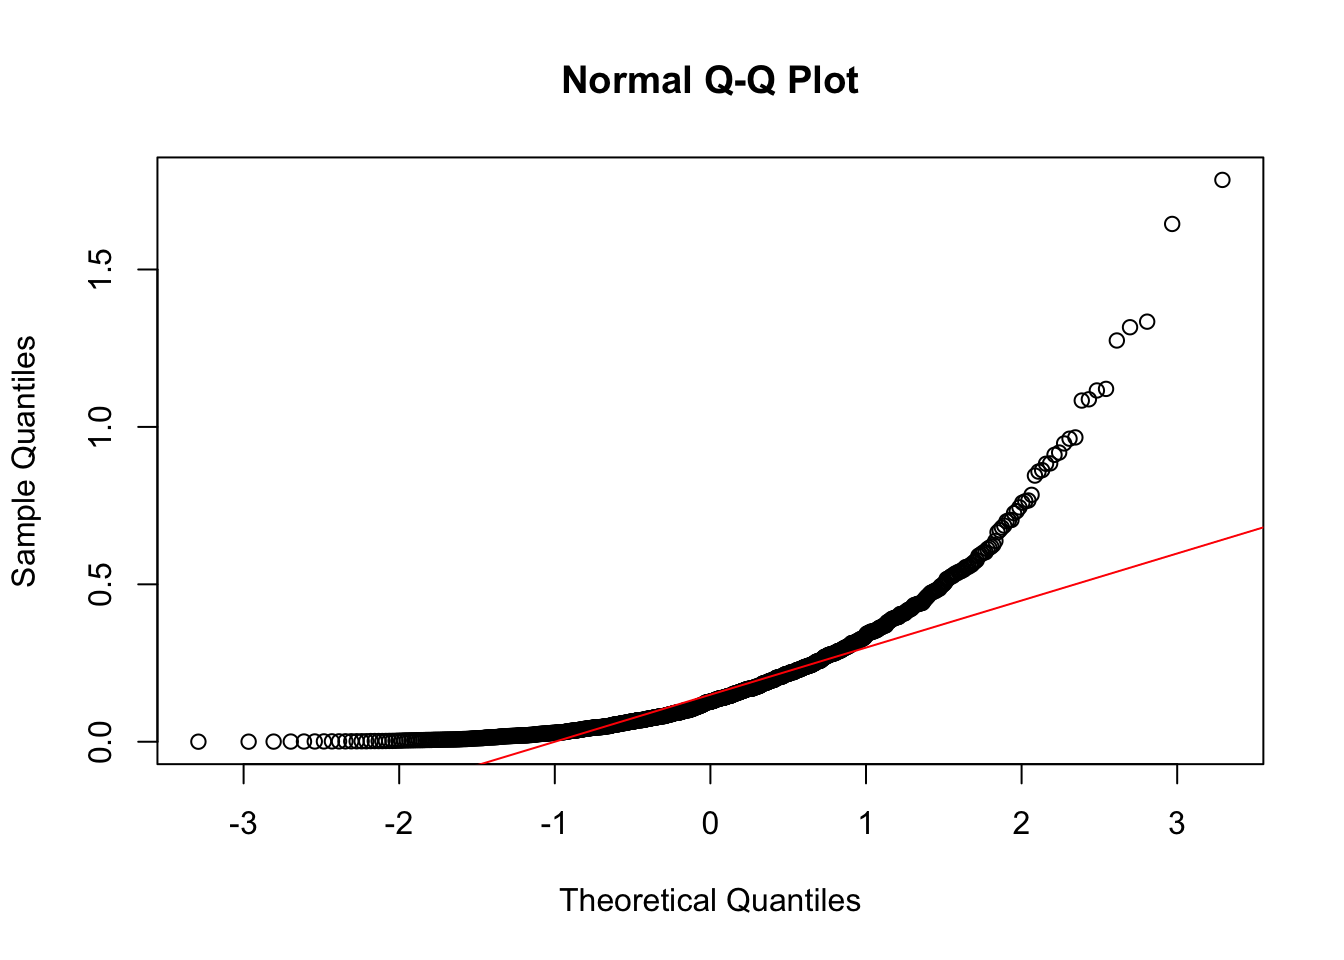 Normal Q-Q Plot
Sample Quantiles
1.5
1.0
0.5
0.0
-3 -2 -1 0 1 2 3
Theoretical Quantiles